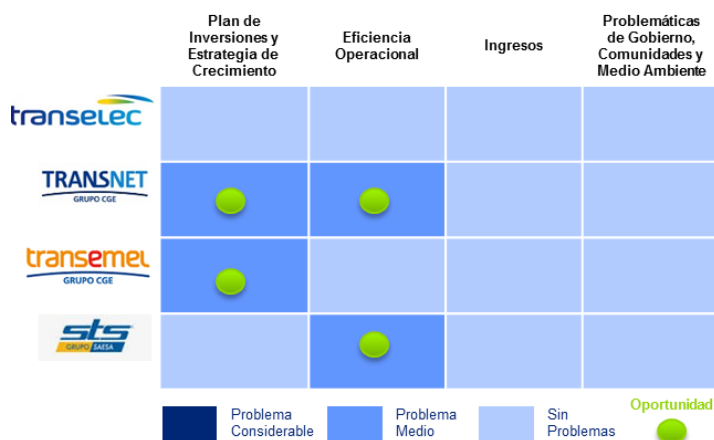 Plan de
Inversiones y
Estrategia de
Crecimiento
Eficiencia
Operacional
Ingresos
Problemáticas
de Gobierno,
Comunidades y
Medio Ambiente
transelec
TRANSNET
GRUPO CGE
transemel
GRUPO CGE
sts
GRUPO SAESA
Problema
Considerable
Problema
Medio
Sin
Problemas
Oportunidad